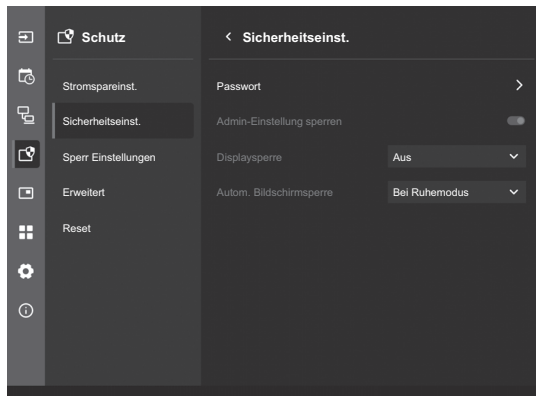 Schutz
Stromspareinst.
Sicherheitseinst.
Sperr Einstellungen
Erweitert
Reset
Sicherheitseinst.
Passwort
Admin-Einstellung sperren
Displaysperre Aus
Autom. Bildschirmsperre Bei Ruhemodus